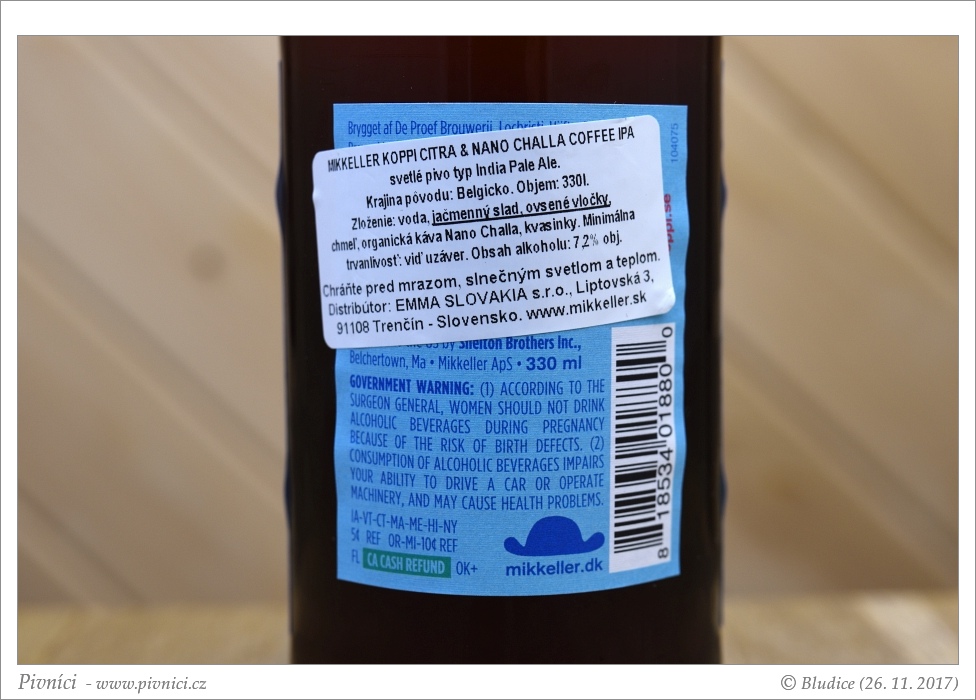 Brygget af De Proef Brouwerij, Lochristi,
104075
MIKKELLER KOPPI CITRA & NANO CHALLA COFFEE IPA
svetlé pivo typ India Pale Ale.
Krajina pôvodu: Belgicko. Objem: 330l.
Zloženie: voda, jačmenný slad, ovsené vločky,
chmeľ, organická káva Nano Challa, kvasinky. Minimálna
trvanlivosť: viď uzáver. Obsah alkoholu: 7,2% obj.
Chráňte pred mrazom, slnečným svetlom a teplom.
Distribútor: EMMA SLOVAKIA s.r.o., Liptovská 3,
91108 Trenčín - Slovensko. www.mikkeller.sk
by Shelton Brothers Inc.,
Belchertown, Ma • Mikkeller ApS • 330 ml
GOVERNMENT WARNING: (1) ACCORDING TO THE
SURGEON GENERAL, WOMEN SHOULD NOT DRINK
ALCOHOLIC BEVERAGES DURING PREGNANCY
BECAUSE OF THE RISK OF BIRTH DEFECTS. (2)
CONSUMPTION OF ALCOHOLIC BEVERAGES IMPAIRS
YOUR ABILITY TO DRIVE A CAR OR OPERATE
MACHINERY, AND MAY CAUSE HEALTH PROBLEMS.
IA-VT-CT-MA-ME-HI-NY
5¢ REF OR-MI-10¢ REF
FL CA CASH REFUND OK+
mikkeller.dk
8 18534 01880 0
Pivníci - www.pivnici.cz
© Bludice (26. 11. 2017)